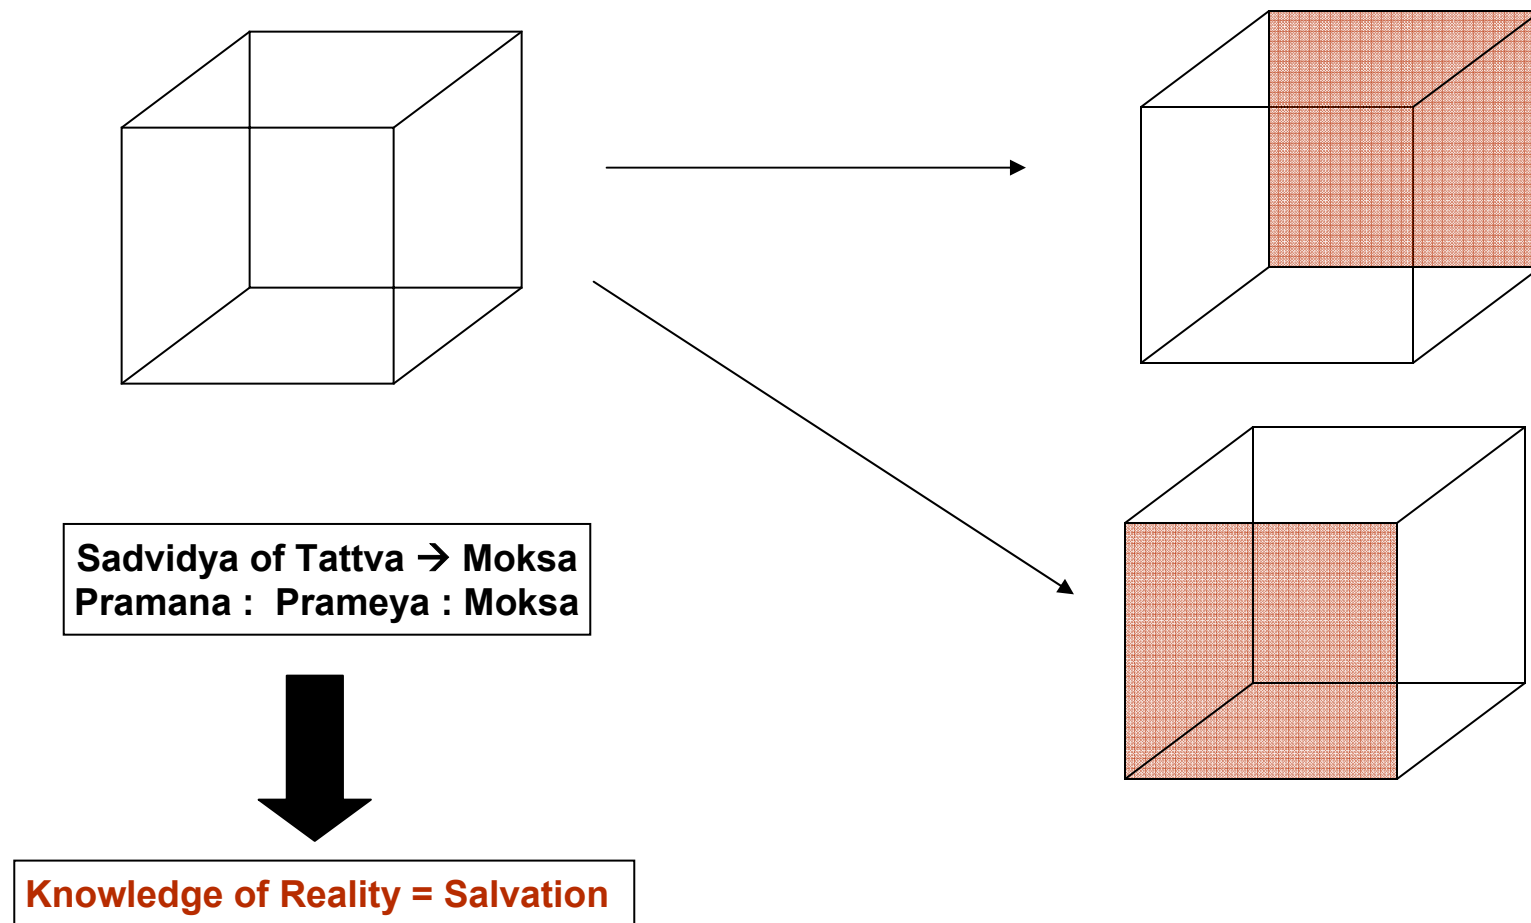 Sadvidya of Tattva → Moksa
Pramana : Prameya : Moksa
Knowledge of Reality = Salvation